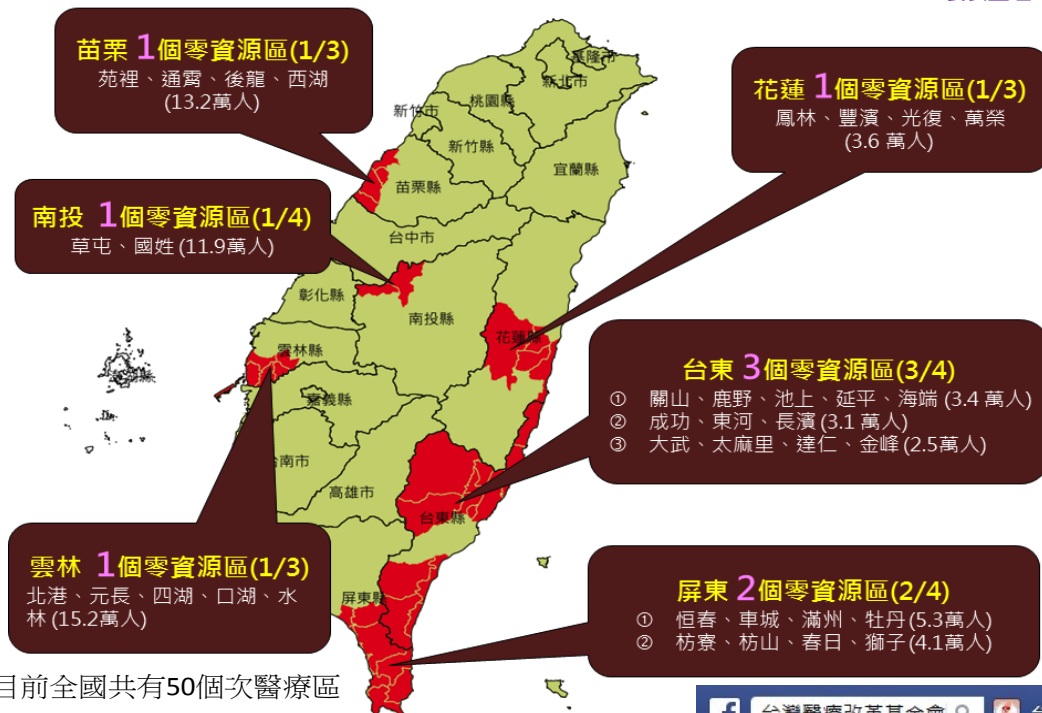 苗栗 1個零資源區(1/3)
苑裡、通霄、後龍、西湖
(13.2萬人)
花蓮 1個零資源區(1/3)
鳳林、豐濱、光復、萬榮
(3.6 萬人)
南投 1個零資源區(1/4)
草屯、國姓 (11.9萬人)
台東 3個零資源區(3/4)
① 關山、鹿野、池上、延平、海端 (3.4 萬人)
② 成功、東河、長濱 (3.1 萬人)
③ 大武、太麻里、達仁、金峰 (2.5萬人)
雲林 1個零資源區(1/3)
北港、元長、四湖、口湖、水
林 (15.2萬人)
屏東 2個零資源區(2/4)
① 恒春、車城、滿州、牡丹(5.3萬人)
② 枋寮、枋山、春日、獅子(4.1萬人)
基隆市
新北市
桃園縣
新竹市
新竹縣
宜蘭縣
苗栗縣
台中市
彰化縣
南投縣
花蓮縣
雲林縣
嘉義縣
台南市
高雄市
台東縣
屏東縣
目前全國共有50個次醫療區
台灣醫療改革基金會